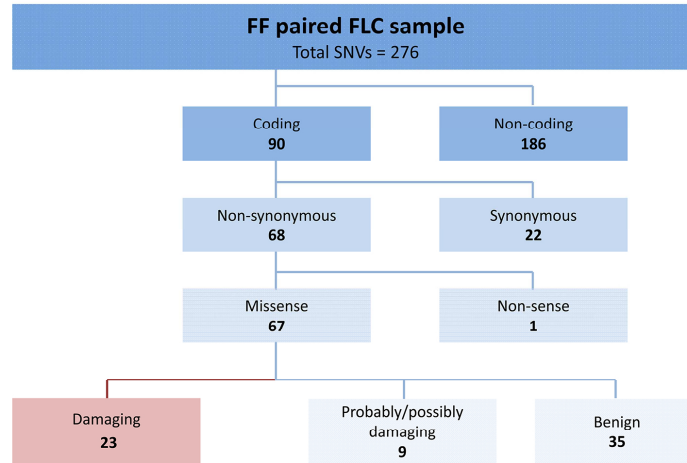 FF paired FLC sample
Total SNVs = 276
Coding
90
Non-coding
186
Non-synonymous
68
Synonymous
22
Missense
67
Non-sense
1
Damaging
23
Probably/possibly
damaging
9
Benign
35